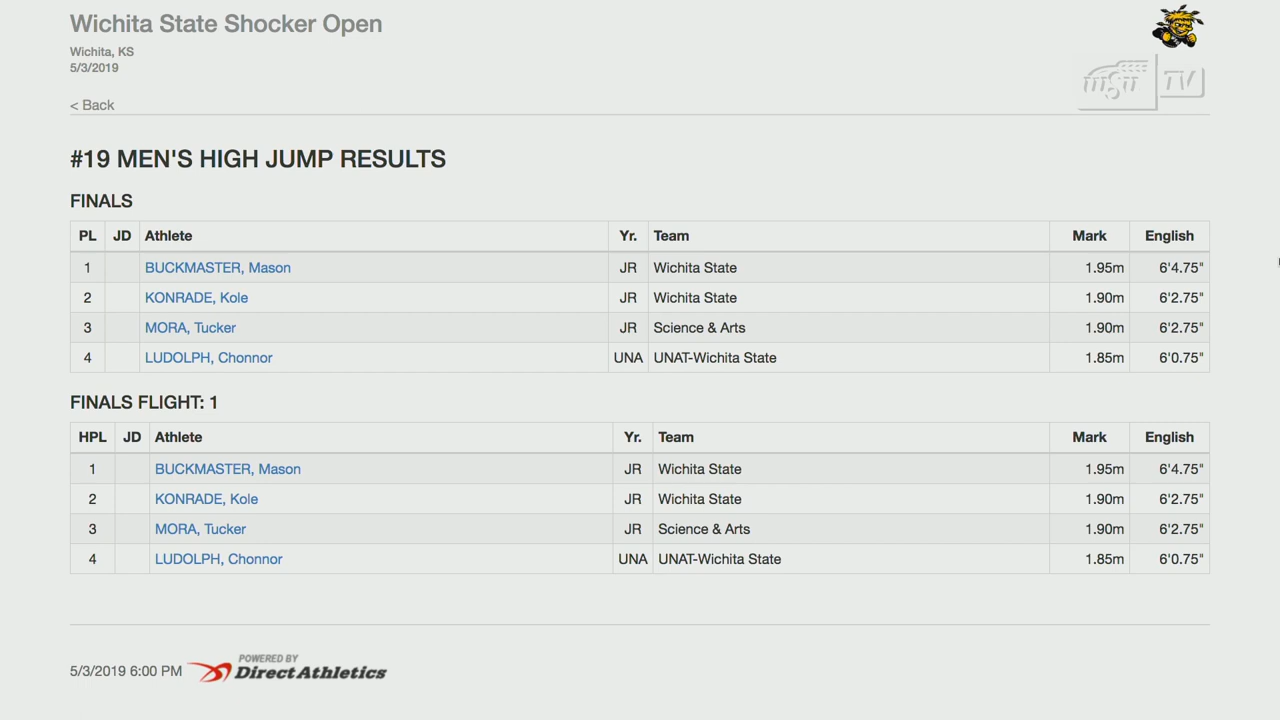 Wichita State Shocker Open
Wichita, KS
5/3/2019
TV
< Back
#19 MEN'S HIGH JUMP RESULTS
FINALS
PL JD Athlete Yr. Team Mark English
1 BUCKMASTER, Mason JR Wichita State 1.95m 6'4.75"
2 KONRADE, Kole JR Wichita State 1.90m 6'2.75"
3 MORA, Tucker JR Science & Arts 1.90m 6'2.75"
4 LUDOLPH, Chonnor UNA UNAT-Wichita State 1.85m 6'0.75"
FINALS FLIGHT: 1
HPL JD Athlete Yr. Team Mark English
1 BUCKMASTER, Mason JR Wichita State 1.95m 6'4.75"
2 KONRADE, Kole JR Wichita State 1.90m 6'2.75"
3 MORA, Tucker JR Science & Arts 1.90m 6'2.75"
4 LUDOLPH, Chonnor UNA UNAT-Wichita State 1.85m 6'0.75"
5/3/2019 6:00 PM
POWERED BY
DirectAthletics